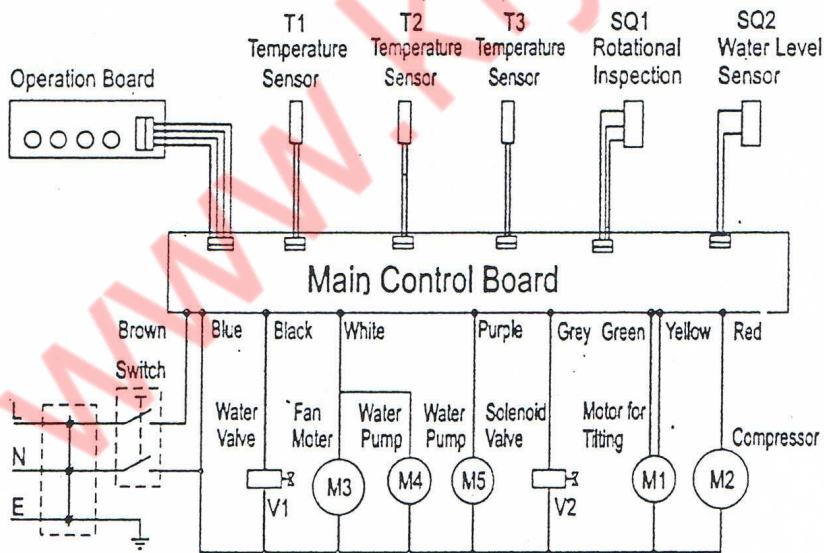 T1
Temperature
Sensor
T2
Temperature
Sensor
T3
Temperature
Sensor
SQ1
Rotational
Inspection
SQ2
Water Level
Sensor
Operation Board
Main Control Board
Brown
Blue
Black
White
Purple
Grey
Green
Yellow
Red
Switch
L
N
E
Water
Valve
V1
Fan
Moter
M3
Water
Pump
M4
Water
Pump
M5
Solenoid
Valve
V2
Motor for
Tilting
M1
Compressor
M2